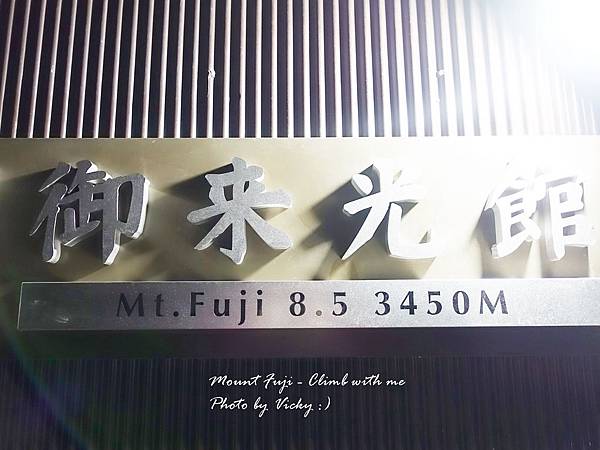 御来光館
Mt.Fuji 8.5 3450M
Mount Fuji - Climb with me
Photo by Vicky :)